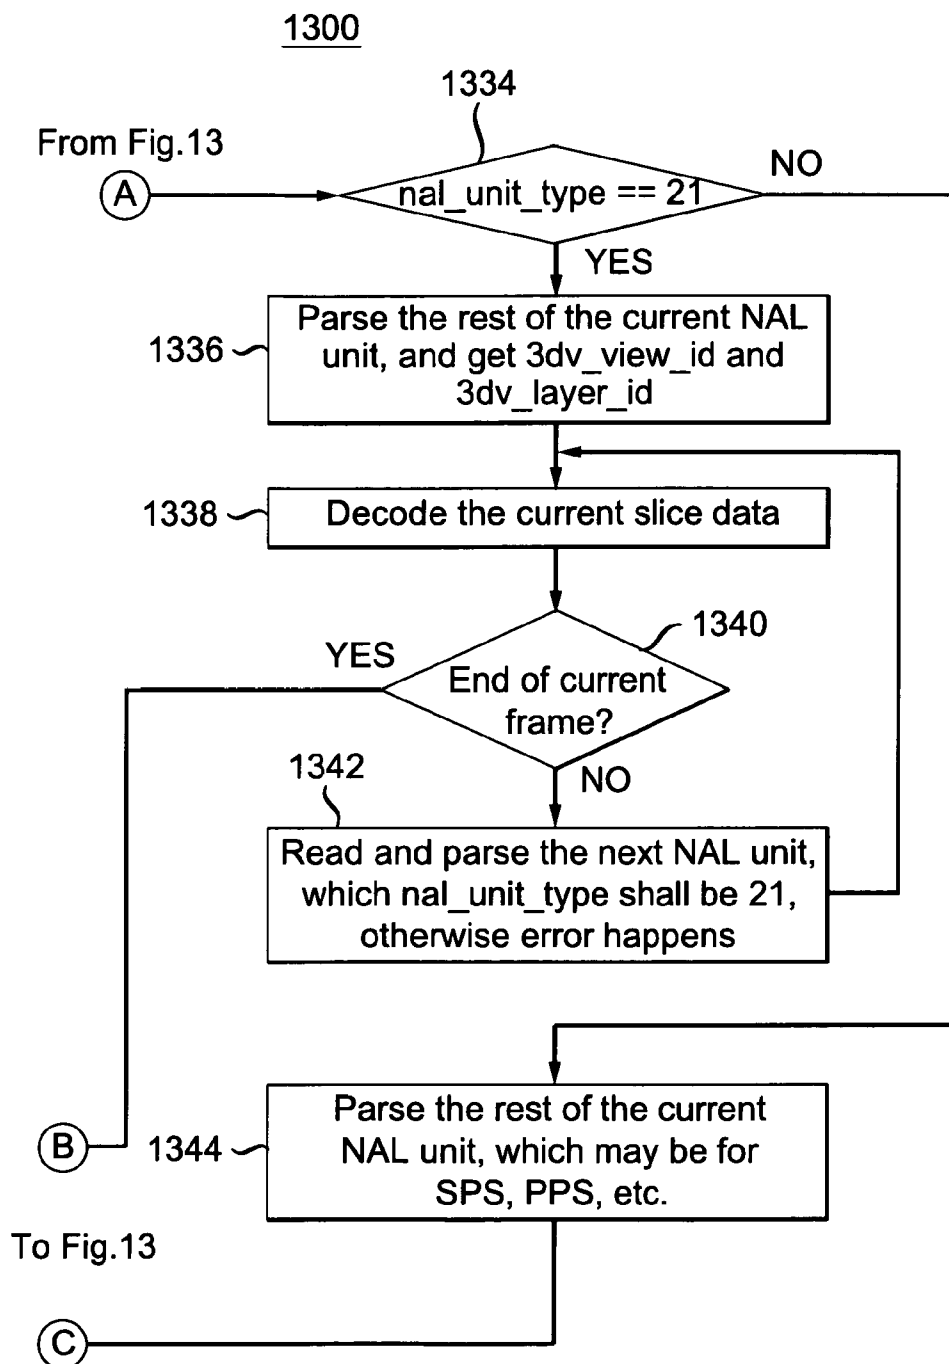 1300
1334
From Fig.13
NO
A
nal_unit_type == 21
YES
Parse the rest of the current NAL
unit, and get 3dv_view_id and
3dv_layer_id
1336
1338
Decode the current slice data
1340
YES
End of current
frame?
1342
NO
Read and parse the next NAL unit,
which nal_unit_type shall be 21,
otherwise error happens
Parse the rest of the current
NAL unit, which may be for
SPS, PPS, etc.
B
1344
To Fig.13
C